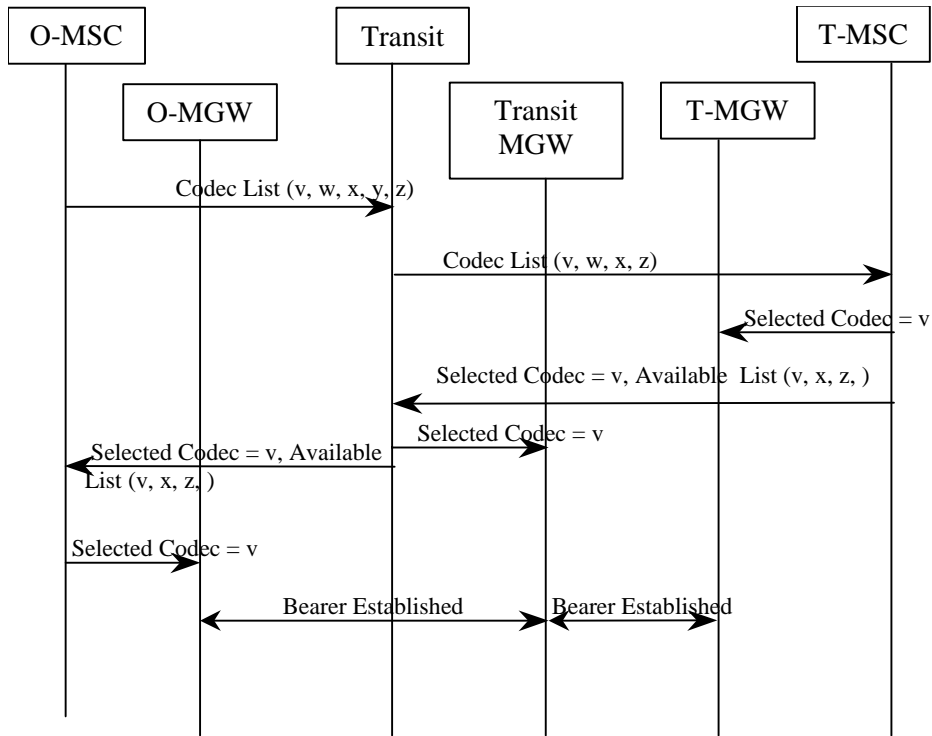 O-MSC
Transit
T-MSC
O-MGW
Transit
MGW
T-MGW
Codec List (v, w, x, y, z)
Codec List (v, w, x, z)
Selected Codec = v
Selected Codec = v, Available  List (v, x, z, )
Selected Codec = v
Selected Codec = v, Available
List (v, x, z, )
Selected Codec = v
Bearer Established
Bearer Established